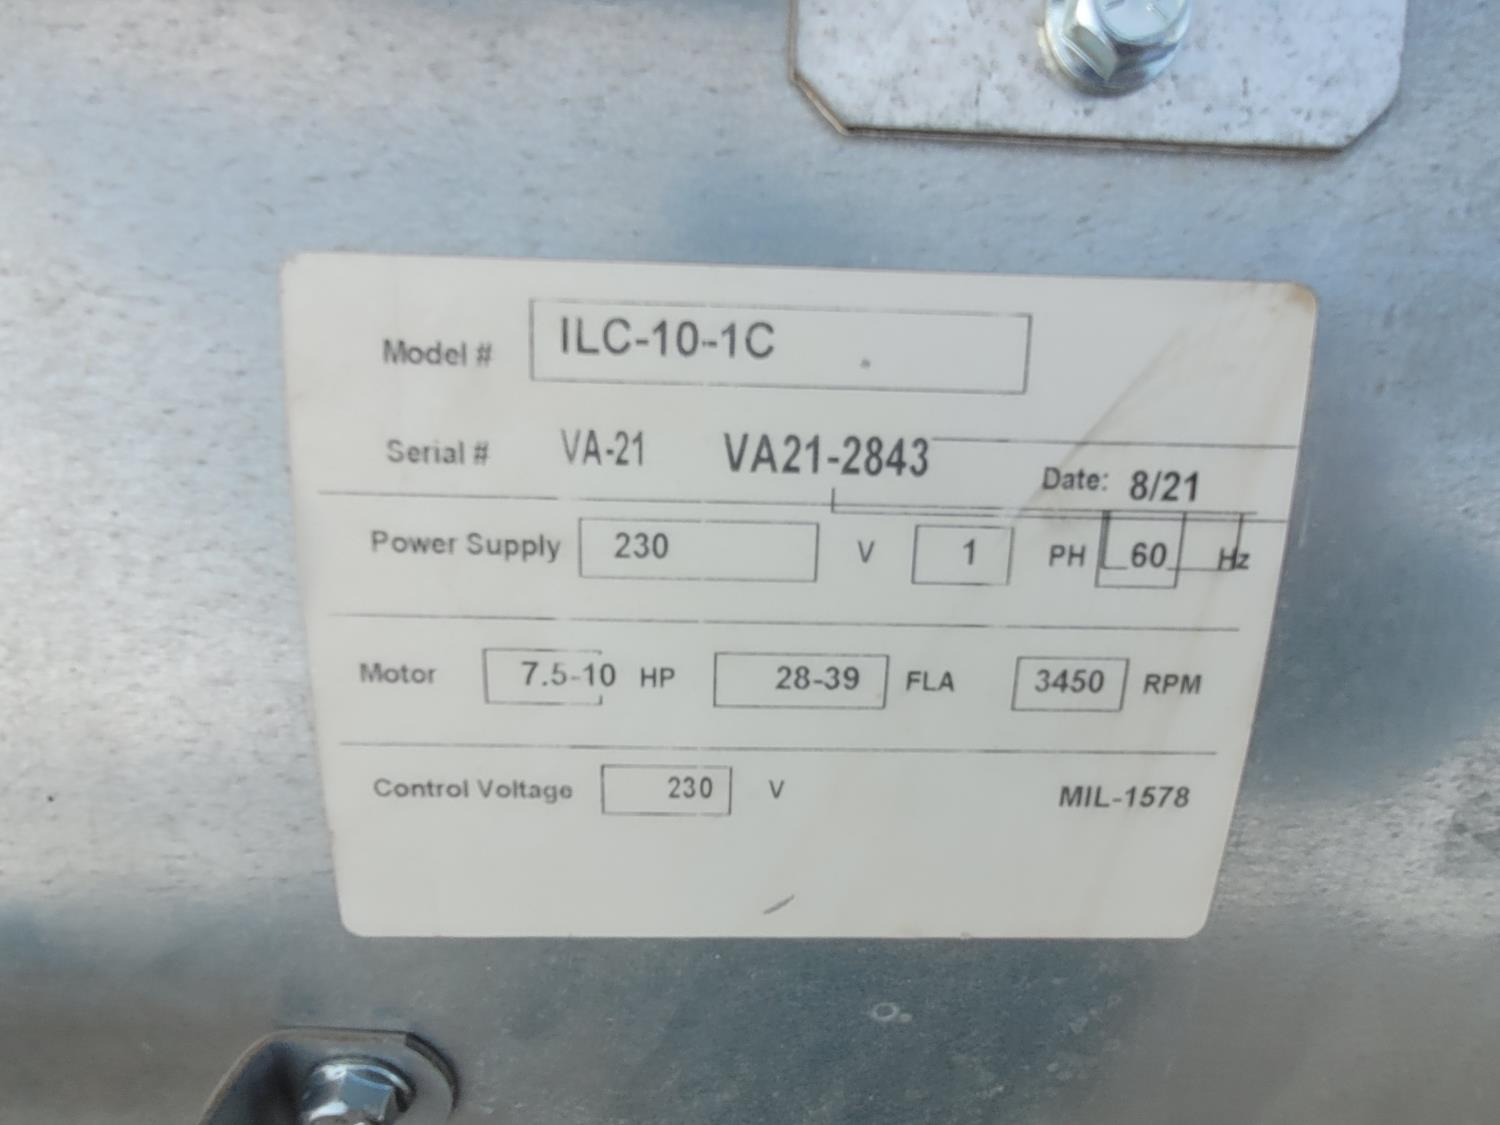 Model # ILC-10-1C
Serial # VA-21 VA21-2843 Date: 8/21
Power Supply 230 V 1 PH 60 Hz
Motor 7.5-10 HP 28-39 FLA 3450 RPM
Control Voltage 230 V MIL-1578